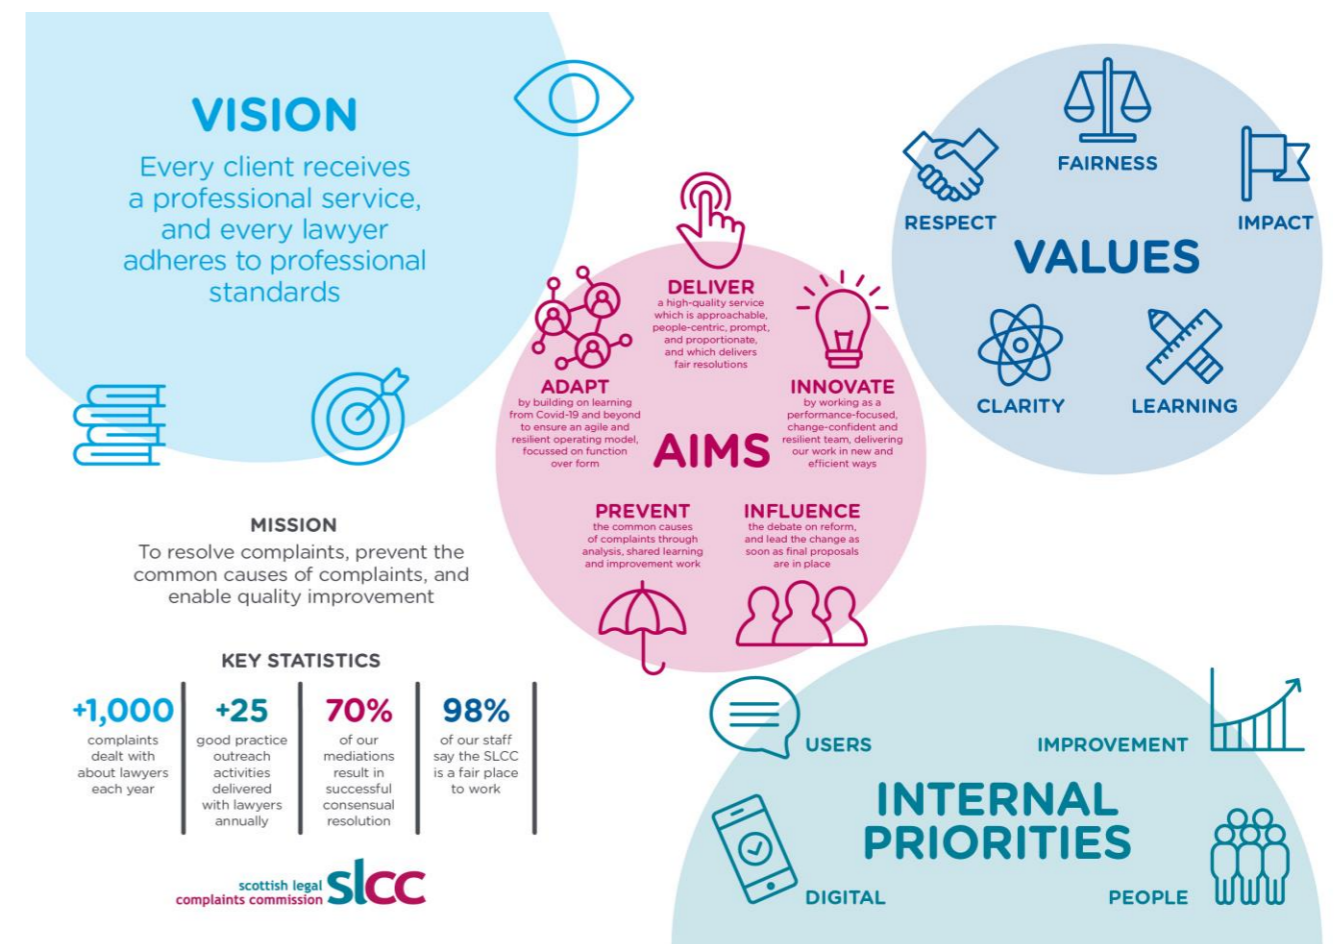 VISION
Every client receives
a professional service,
and every lawyer
adheres to professional
standards
MISSION
To resolve complaints, prevent the
common causes of complaints, and
enable quality improvement
KEY STATISTICS
+1,000
complaints
dealt with
about lawyers
each year
+25
good practice
outreach
activities
delivered
with lawyers
annually
70%
of our
mediations
result in
successful
consensual
resolution
98%
of our staff
say the SLCC
is a fair place
to work
scottish legal
complaints commission
slcc
DELIVER
a high-quality service
which is approachable,
people-centric, prompt,
and proportionate,
and which delivers
fair resolutions
ADAPT
by building on learning
from Covid-19 and beyond
to ensure an agile and
resilient operating model,
focussed on function
over form
AIMS
INNOVATE
by working as a
performance-focused,
change-confident and
resilient team, delivering
our work in new and
efficient ways
PREVENT
the common causes
of complaints through
analysis, shared learning
and improvement work
INFLUENCE
the debate on reform,
and lead the change as
soon as final proposals
are in place
FAIRNESS
RESPECT
IMPACT
VALUES
CLARITY
LEARNING
USERS
IMPROVEMENT
INTERNAL
PRIORITIES
DIGITAL
PEOPLE